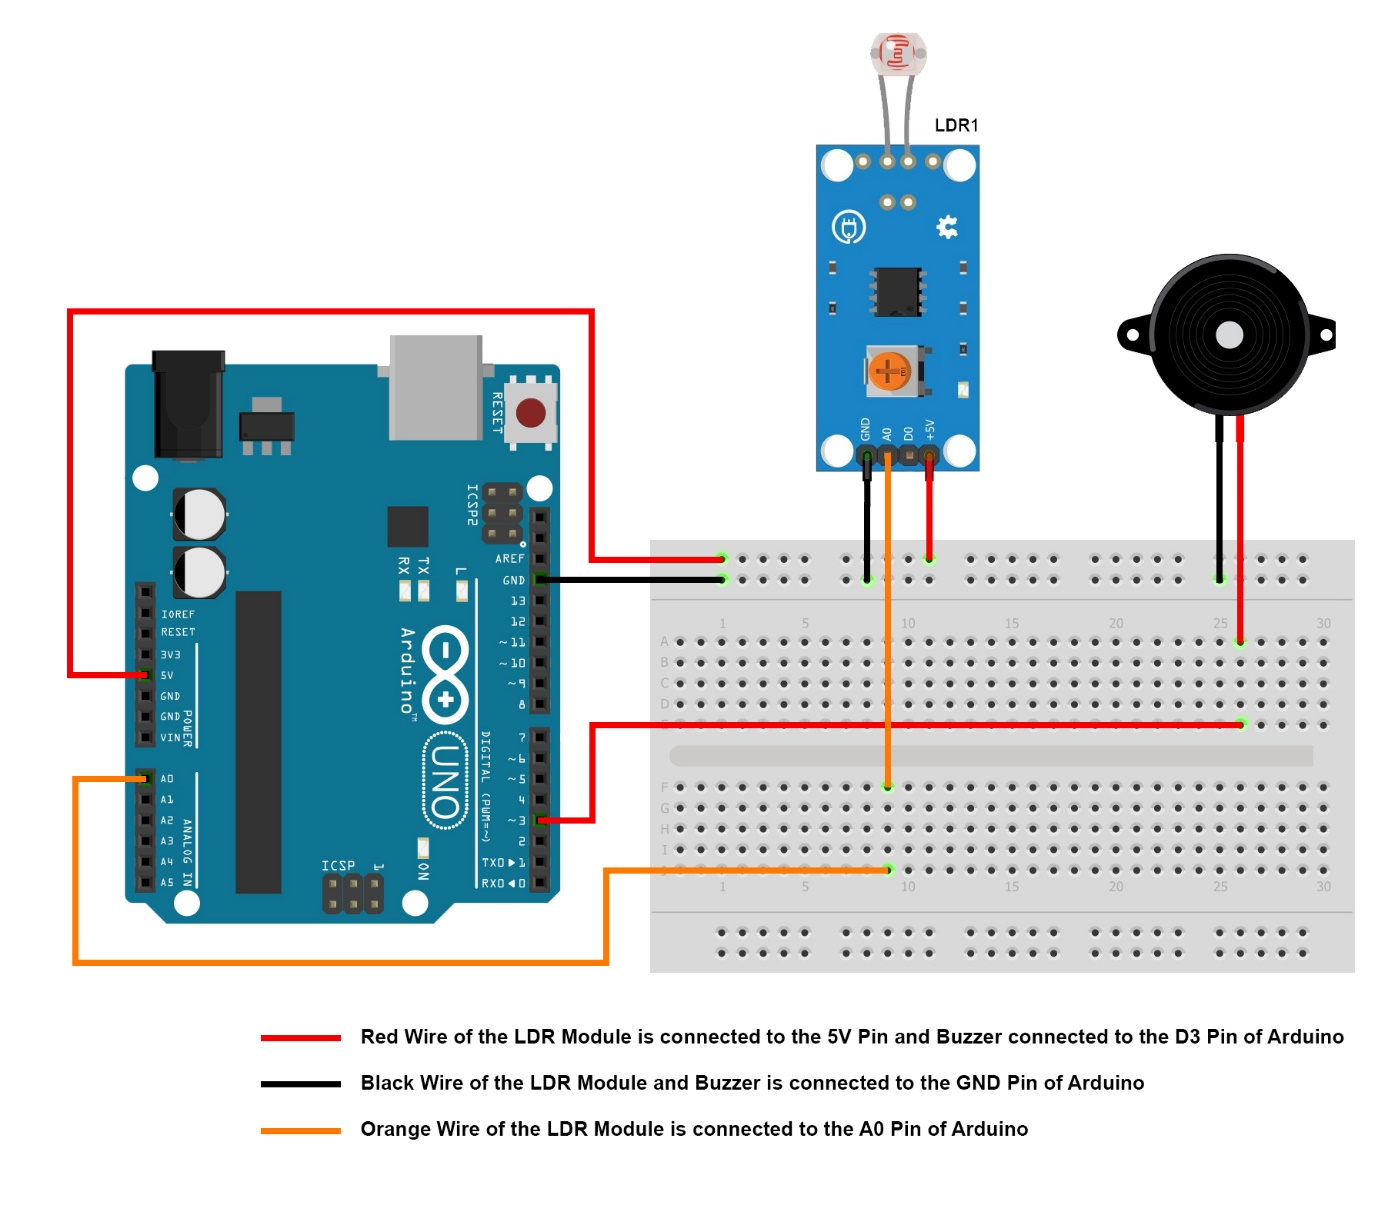 LDR1
GND
A0
D0
+5V
RESET
ICSP2
AREF
GND
13
12
~11
~10
~9
8
7
~6
~5
4
~3
2
TX0▶1
RX0◀0
RX
TX
L
Arduino™
UNO
DIGITAL (PWM=~)
IOREF
RESET
3V3
5V
GND
GND
VIN
POWER
A0
A1
A2
A3
A4
A5
ANALOG IN
ICSP
1
ON
1 5 10 15 20 25 30
A
B
C
D
E
F
G
H
I
J
1 5 10 15 20 25 30
Red Wire of the LDR Module is connected to the 5V Pin and Buzzer connected to the D3 Pin of Arduino
Black Wire of the LDR Module and Buzzer is connected to the GND Pin of Arduino
Orange Wire of the LDR Module is connected to the A0 Pin of Arduino